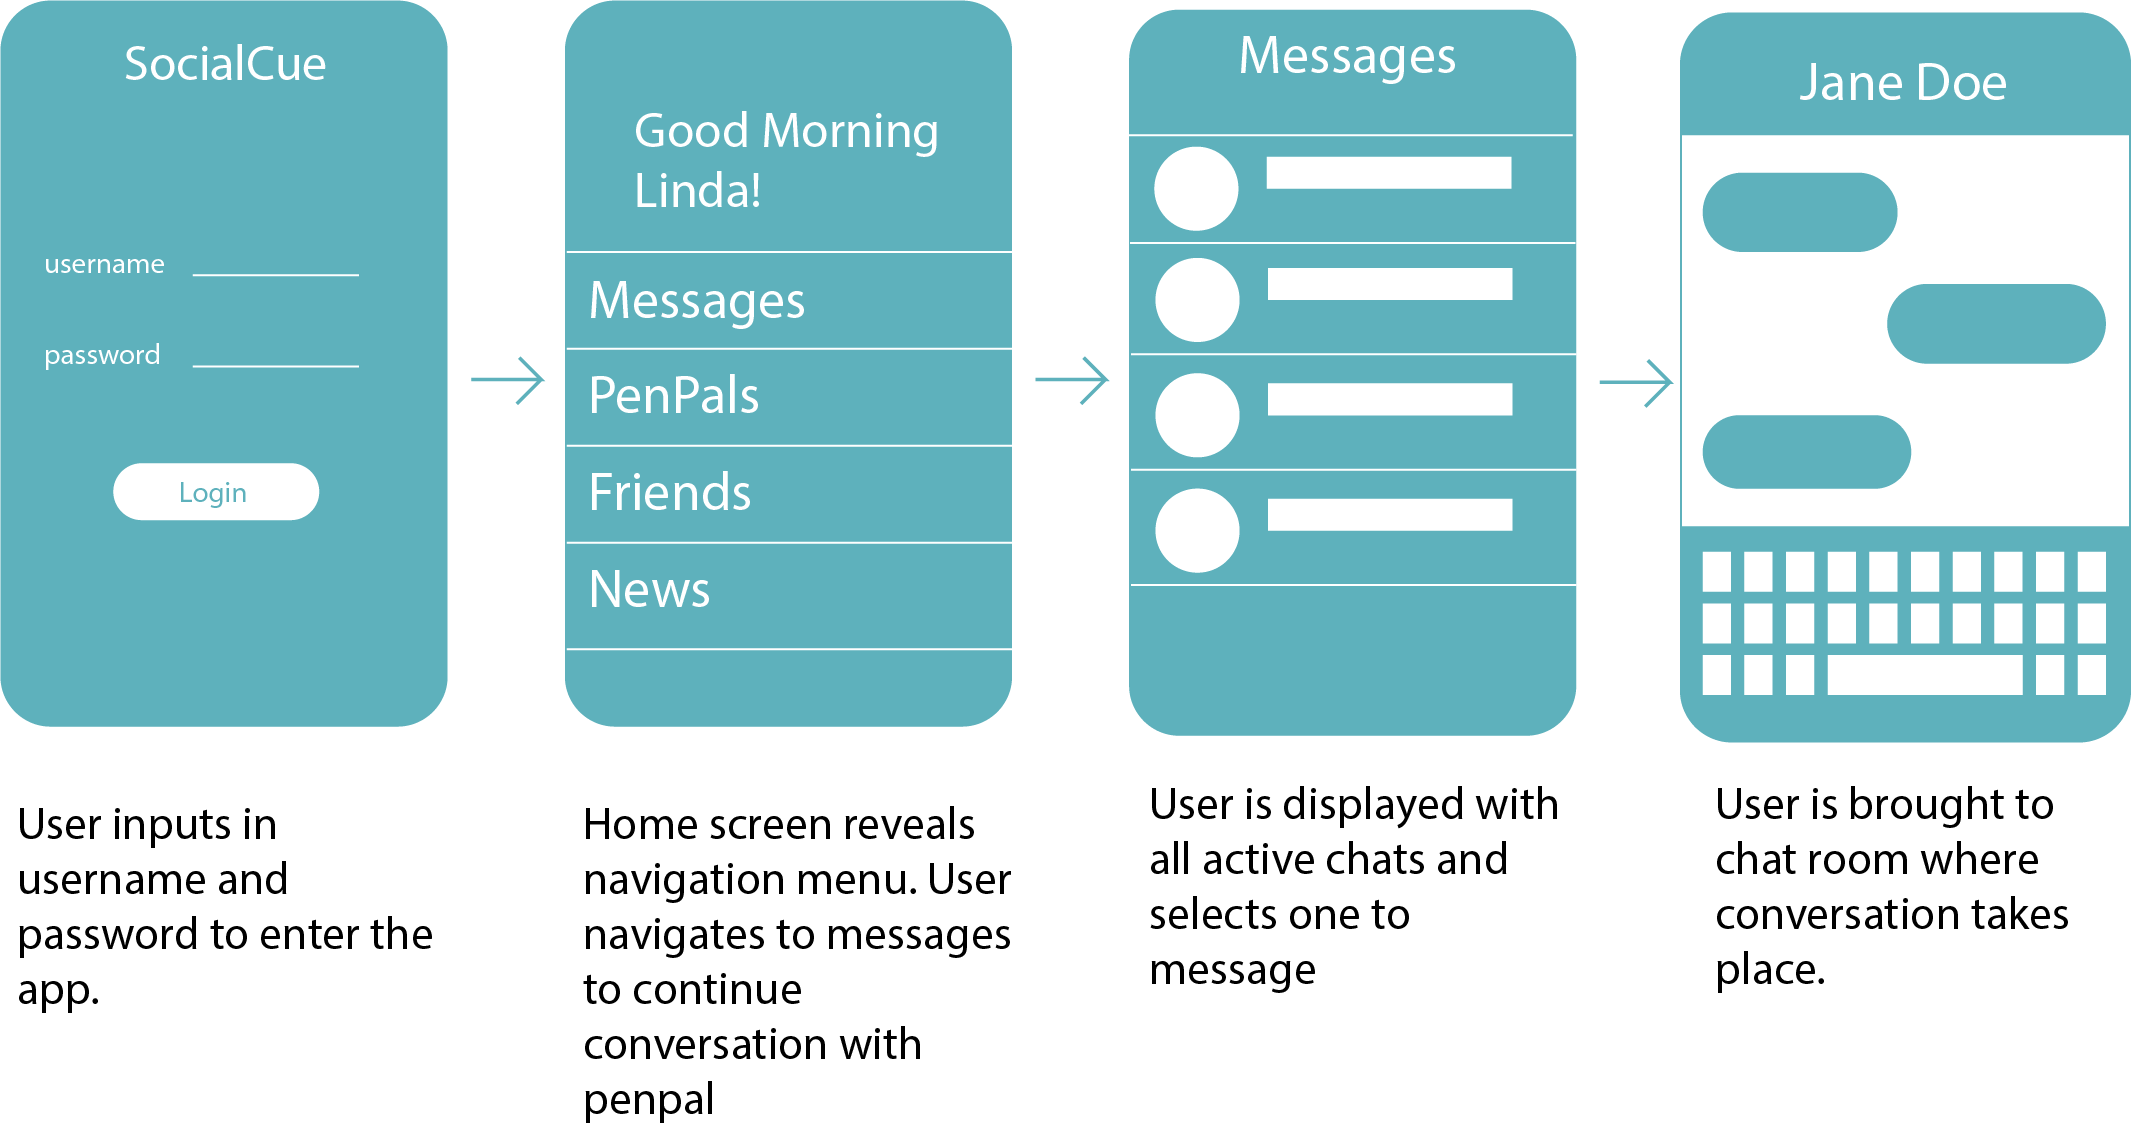 SocialCue
username
password
Login
Good Morning
Linda!
Messages
PenPals
Friends
News
Messages
Jane Doe
User inputs in
username and
password to enter the
app.
Home screen reveals
navigation menu. User
navigates to messages
to continue
conversation with
penpal
User is displayed with
all active chats and
selects one to
message
User is brought to
chat room where
conversation takes
place.